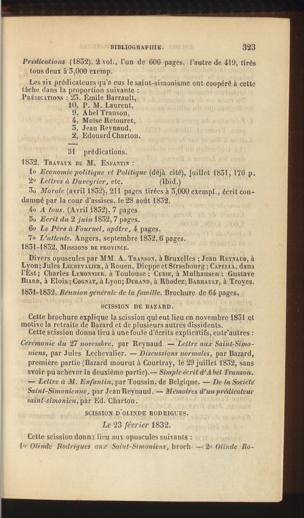 BIBLIOGRAPHIE. 323
Prédications (1832). 2 vol., l'un de 606 pages, l'autre de 419, tirés
tous deux à 3,000 exemp.
Les six prédicateurs qu'a eus le saint-simonisme ont coopéré à cette
tâche dans la proportion suivante :
PRÉDICATIONS : 25, Émile Barrault,
10, P. M. Laurent,
9, Abel Transon,
4, Moïse Retouret,
3, Jean Reynaud,
2, Édouard Charton.
51 prédications.
1832. TRAVAUX DE M. ENFANTIN :
1o Économie politique et Politique (déjà cité), juillet 1831, 176 p.
2o Lettres à Duveyrier, etc. (Ibid.)
3o Morale (avril 1832), 211 pages tirées à 3,000 exempl., écrit con-
damné par la cour d'assises, le 28 août 1832.
4o A tous. (Avril 1832), 7 pages
5o Écrit du 2 juin 1832, 7 pages.
6o Le Père à Fournel, apôtre, 4 pages.
7o L'attente. Angers, septembre 1832, 6 pages.
1831-1832. MISSIONS DE PROVINCE.
Divers opuscules par MM. A. TRANSON, à Bruxelles ; Jean REYNAUD, à
Lyon; Jules LECHEVALIER, à Rouen, Dieppe et Strasbourg; CAPELLA, dans
l'Est; Charles LEMONNIER, à Toulouse; CURIE, à Mulhausen; Gustave
BIARD, à Blois; COGNAT, à Lyon; DURAND, à Rhodez; BARRAULT, à Troyes.
1831-1832. Réunion générale de la famille. Brochure de 64 pages.
SCISSION DE BAZARD.
Cette brochure explique la scission qui eut lieu en novembre 1831 et
motive la retraite de Bazard et de plusieurs autres dissidents.
Cette scission donna lieu à une foule d'écrits explicatifs, entr'autres :
Cérémonie du 27 novembre, par Reynaud — Lettre aux Saint-Simo-
niens, par Jules Lechevalier. — Discussions normales, par Bazard,
première partie (Bazard mourut à Courtray, le 29 juillet 1832, sans
avoir pu achever la deuxième partie).— Simple écrit d'Abel Transon.
— Lettre à M. Enfantin, par Toussin, de Belgique. — De la Société
Saint-Simonienne, par Jean Reynaud. — Mémoires d'un prédicateur
saint-simonien, par Ed. Charton.
SCISSION D'OLINDE RODRIGUES.
Le 23 février 1832.
Cette scission donna lieu aux opuscules suivants :
1o Olinde Rodrigues aux Saint-Simoniens, broch. — 2o Olinde Ro-